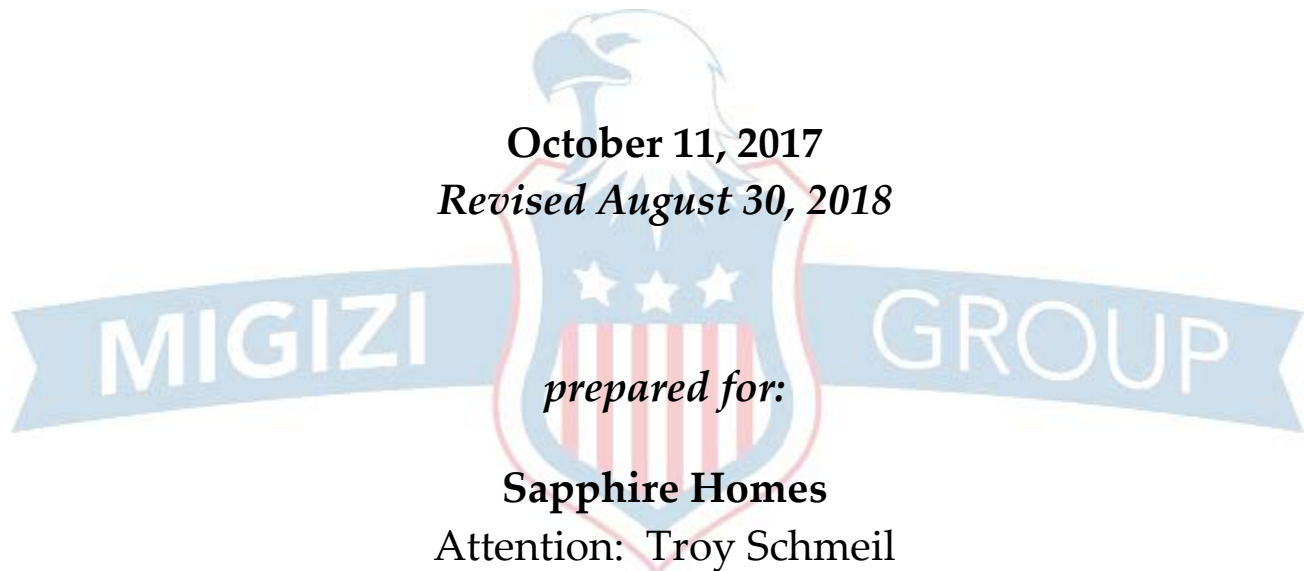 October 11, 2017
Revised August 30, 2018
MIGIZI GROUP
prepared for:
Sapphire Homes
Attention: Troy Schmeil